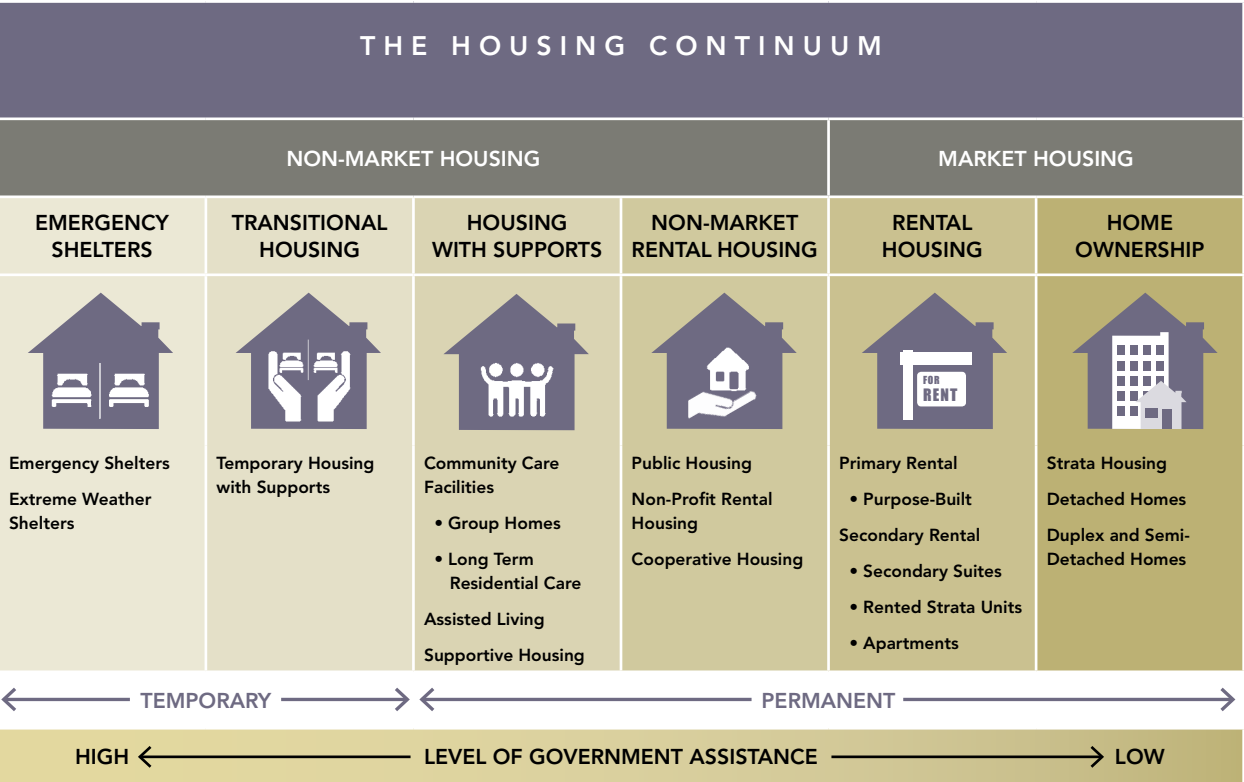 THE HOUSING CONTINUUM
NON-MARKET HOUSING
MARKET HOUSING
EMERGENCY
SHELTERS
TRANSITIONAL
HOUSING
HOUSING
WITH SUPPORTS
NON-MARKET
RENTAL HOUSING
RENTAL
HOUSING
HOME
OWNERSHIP
FOR
RENT
Emergency Shelters
Extreme Weather
Shelters
Temporary Housing
with Supports
Community Care
Facilities
• Group Homes
• Long Term
Residential Care
Assisted Living
Supportive Housing
Public Housing
Non-Profit Rental
Housing
Cooperative Housing
Primary Rental
• Purpose-Built
Secondary Rental
• Secondary Suites
• Rented Strata Units
• Apartments
Strata Housing
Detached Homes
Duplex and Semi-
Detached Homes
TEMPORARY
PERMANENT
HIGH
LEVEL OF GOVERNMENT ASSISTANCE
LOW